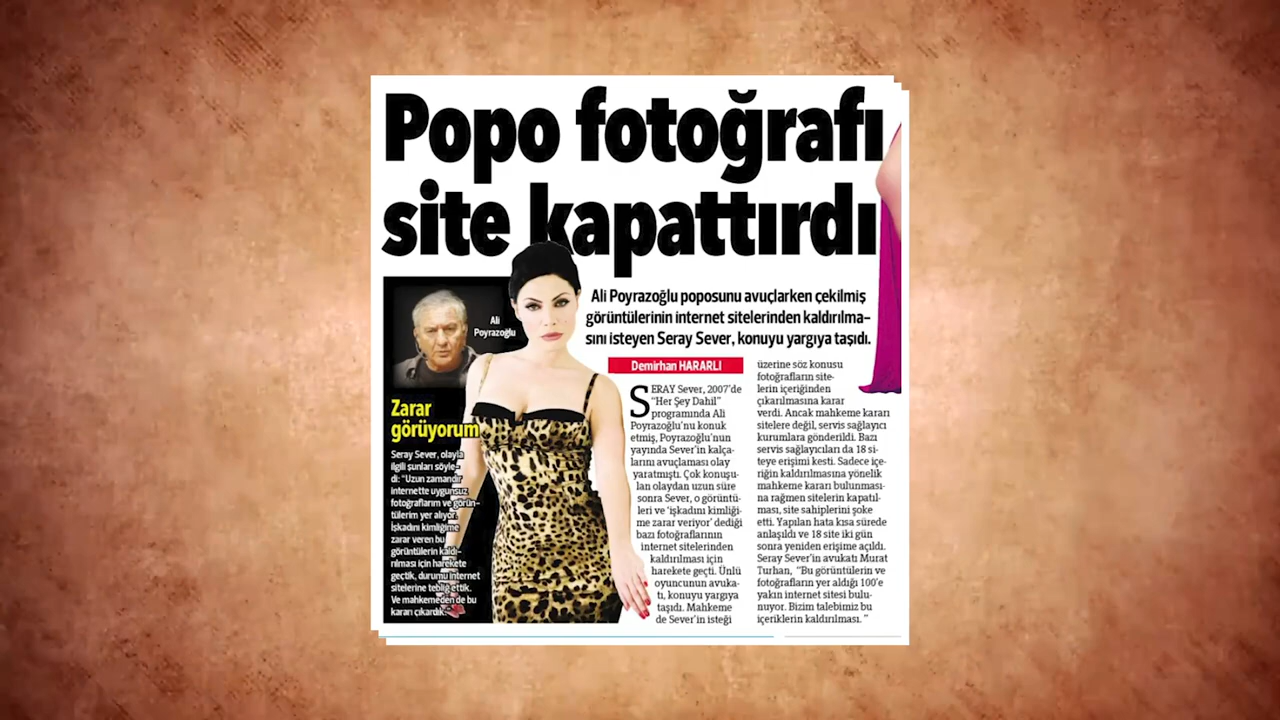 Popo fotoğrafı
site kapattırdı
Ali
Poyrazoğlu
Ali Poyrazoğlu poposunu avuçlarken çekilmiş
görüntülerinin internet sitelerinden kaldırılma-
sını isteyen Seray Sever, konuyu yargıya taşıdı.
Zarar
görüyorum
Seray Sever, olayla
ilgili şunları söyle-
di: "Uzun zamandır
internette uygunsuz
fotoğraflarım ve görün-
tülerim yer alıyor.
İşkadını kimliğime
zarar veren bu
görüntülerin kaldı-
rılması için harekete
geçtik, durumu internet
sitelerine tebliğ ettik.
Ve mahkemeden de bu
kararı çıkardık."
Demirhan HARARLI
SERAY Sever, 2007'de
"Her Şey Dahil"
programında Ali
Poyrazoğlu'nu konuk
etmiş, Poyrazoğlu'nun
yayında Sever'in kalça-
larını avuçlaması olay
yaratmıştı. Çok konuşu-
lan olaydan uzun süre
sonra Sever, o görüntü-
leri ve 'işkadını kimliği-
me zarar veriyor' dediği
bazı fotoğraflarının
internet sitelerinden
kaldırılması için
harekete geçti. Ünlü
oyuncunun avuka-
tı, konuyu yargıya
taşıdı. Mahkeme
de Sever'in isteği
üzerine söz konusu
fotoğrafların site-
lerin içeriğinden
çıkarılmasına karar
verdi. Ancak mahkeme kararı
sitelere değil, servis sağlayıcı
kurumlara gönderildi. Bazı
servis sağlayıcıları da 18 si-
teye erişimi kesti. Sadece içe-
riğin kaldırılmasına yönelik
mahkeme kararı bulunması-
na rağmen sitelerin kapatıl-
ması, site sahiplerini şoke
etti. Yapılan hata kısa sürede
anlaşıldı ve 18 site iki gün
sonra yeniden erişime açıldı.
Seray Sever'in avukatı Murat
Turhan, "Bu görüntülerin ve
fotoğrafların yer aldığı 100'e
yakın internet sitesi bulu-
nuyor. Bizim talebimiz bu
içeriklerin kaldırılması. "